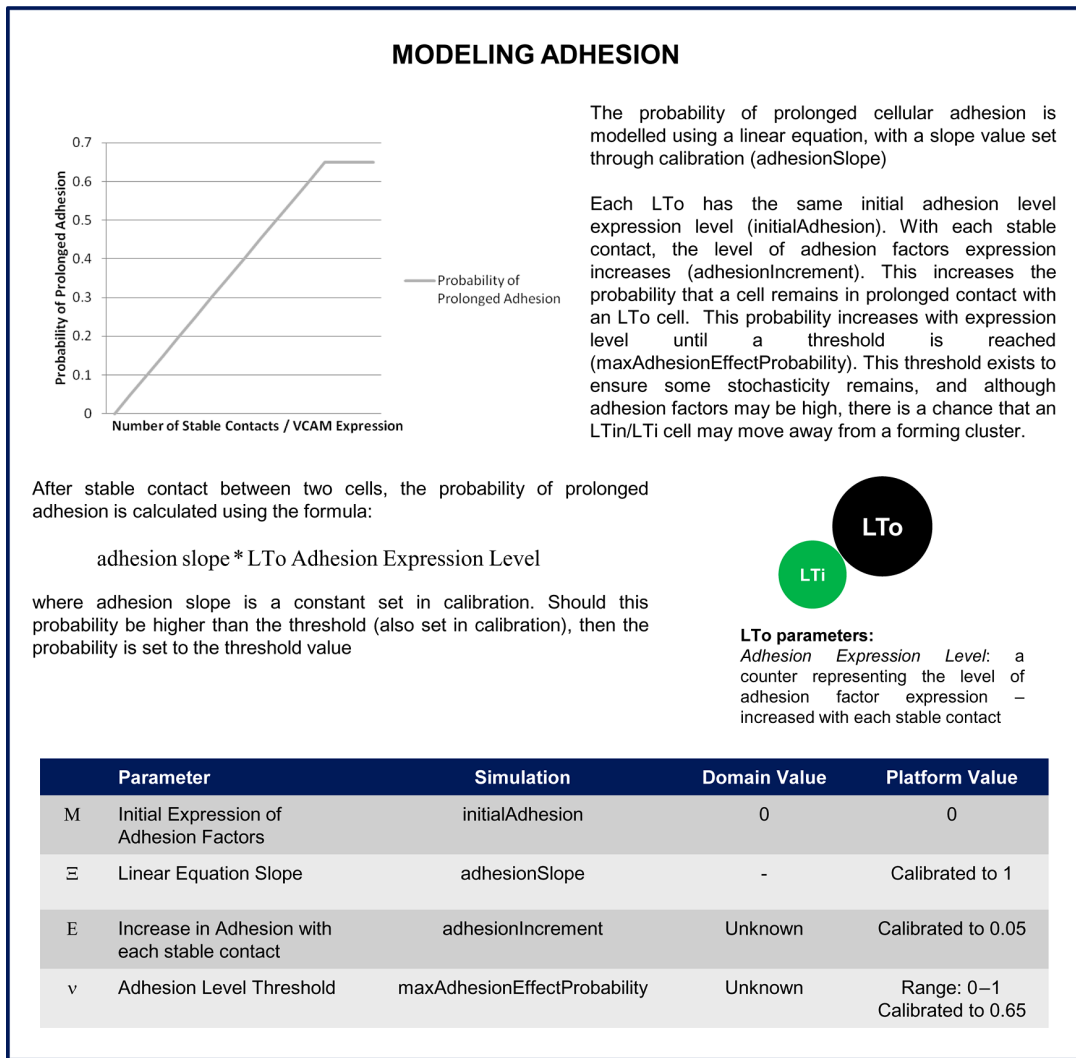 MODELING ADHESION
0.7
0.6
0.5
0.4
0.3
0.2
0.1
0
Probability of Prolonged Adhesion
Number of Stable Contacts / VCAM Expression
Probability of
Prolonged Adhesion
The probability of prolonged cellular adhesion is
modelled using a linear equation, with a slope value set
through calibration (adhesionSlope)
Each LTo has the same initial adhesion level
expression level (initialAdhesion). With each stable
contact, the level of adhesion factors expression
increases (adhesionIncrement). This increases the
probability that a cell remains in prolonged contact with
an LTo cell. This probability increases with expression
level until a threshold is reached
(maxAdhesionEffectProbability). This threshold exists to
ensure some stochasticity remains, and although
adhesion factors may be high, there is a chance that an
LTin/LTi cell may move away from a forming cluster.
After stable contact between two cells, the probability of prolonged
adhesion is calculated using the formula:
adhesion slope * LTo Adhesion Expression Level
where adhesion slope is a constant set in calibration. Should this
probability be higher than the threshold (also set in calibration), then the
probability is set to the threshold value
LTo
LTi
LTo parameters:
Adhesion Expression Level: a
counter representing the level of
adhesion factor expression –
increased with each stable contact
Parameter Simulation Domain Value Platform Value
Μ Initial Expression of initialAdhesion 0 0
Adhesion Factors
Ξ Linear Equation Slope adhesionSlope - Calibrated to 1
Ε Increase in Adhesion with adhesionIncrement Unknown Calibrated to 0.05
each stable contact
ν Adhesion Level Threshold maxAdhesionEffectProbability Unknown Range: 0–1
Calibrated to 0.65